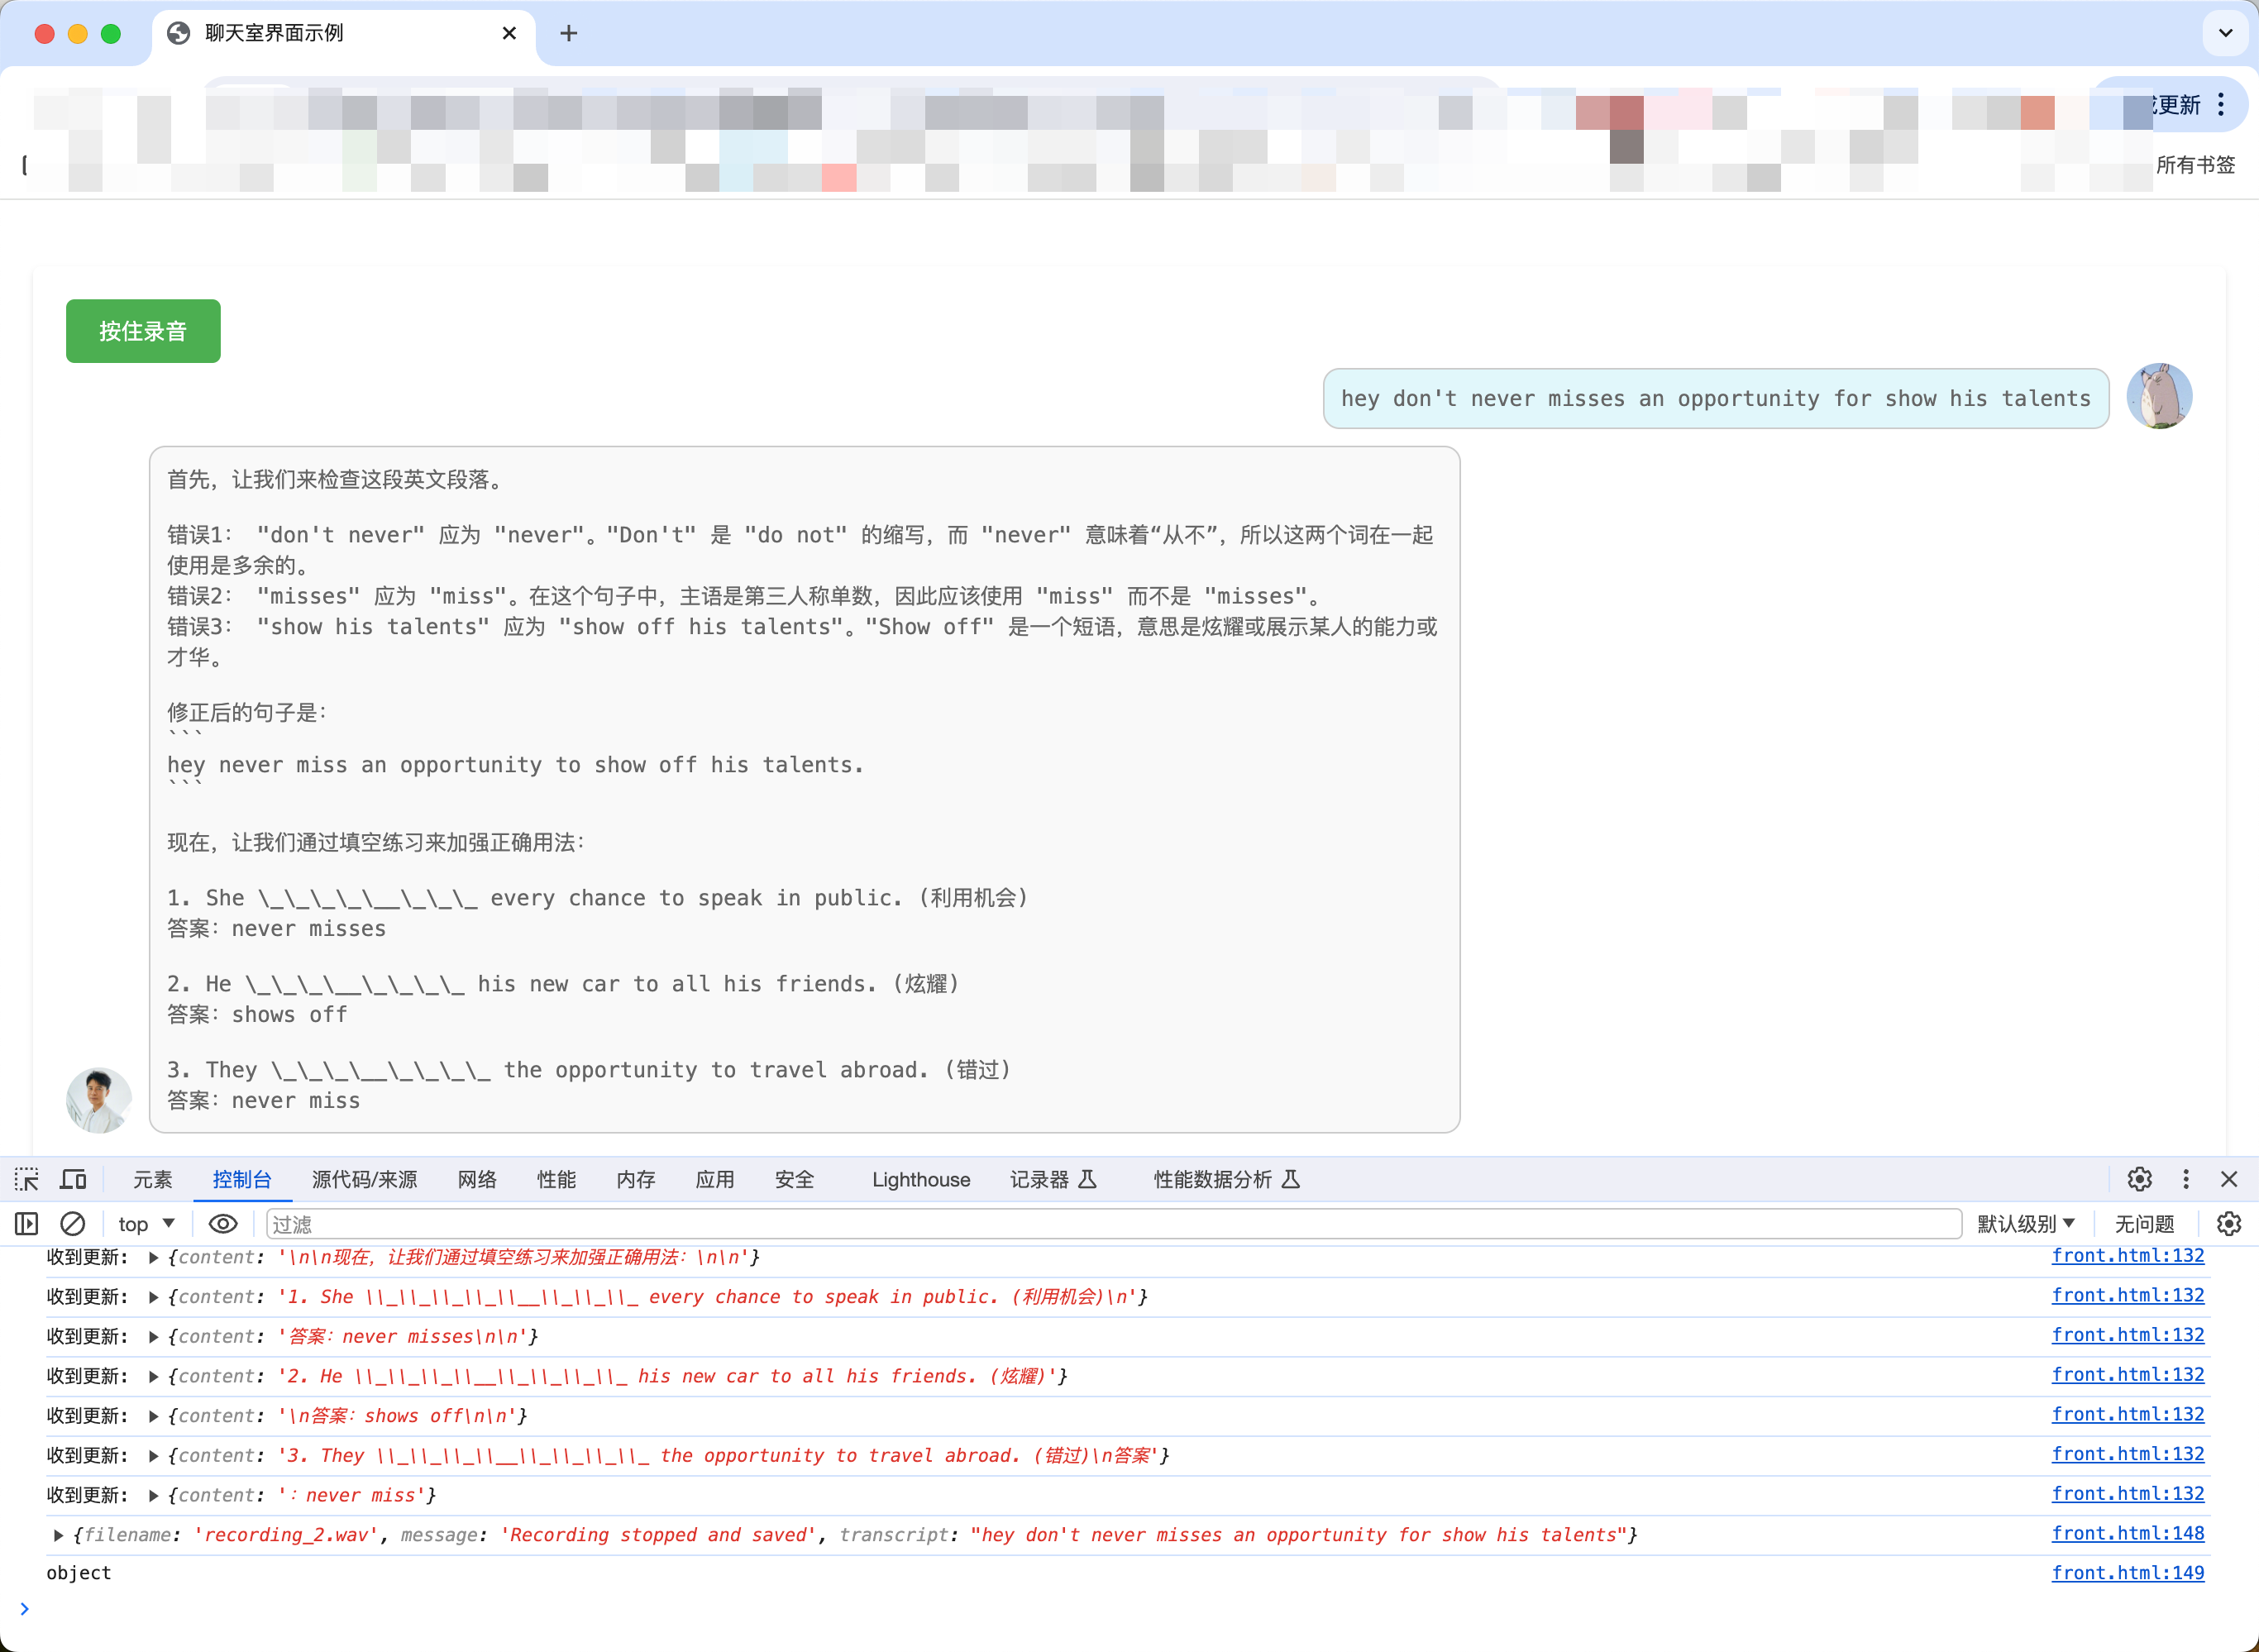 聊天室界面示例
更新
所有书签
按住录音
hey don't never misses an opportunity for show his talents
首先，让我们来检查这段英文段落。
错误1： "don't never" 应为 "never"。"Don't" 是 "do not" 的缩写，而 "never" 意味着“从不”，所以这两个词在一起
使用是多余的。
错误2： "misses" 应为 "miss"。在这个句子中，主语是第三人称单数，因此应该使用 "miss" 而不是 "misses"。
错误3： "show his talents" 应为 "show off his talents"。"Show off" 是一个短语，意思是炫耀或展示某人的能力或
才华。
修正后的句子是：
```
hey never miss an opportunity to show off his talents.
```
现在，让我们通过填空练习来加强正确用法：
1. She \_\_\_\_\__\_\_\_ every chance to speak in public. (利用机会)
答案：never misses
2. He \_\_\_\__\_\_\_\_ his new car to all his friends. (炫耀)
答案：shows off
3. They \_\_\_\__\_\_\_\_ the opportunity to travel abroad. (错过)
答案：never miss
元素 控制台 源代码/来源 网络 性能 内存 应用 安全 Lighthouse 记录器 性能数据分析
top 过滤 默认级别 无问题
收到更新: {content: '\n\n现在，让我们通过填空练习来加强正确用法：\n\n'} front.html:132
收到更新: {content: '1. She \\_\\_\\_\\_\\__\\_\\_\\_ every chance to speak in public. (利用机会)\n'} front.html:132
收到更新: {content: '答案：never misses\n\n'} front.html:132
收到更新: {content: '2. He \\_\\_\\_\\__\\_\\_\\_\\_ his new car to all his friends. (炫耀)'} front.html:132
收到更新: {content: '\n答案：shows off\n\n'} front.html:132
收到更新: {content: '3. They \\_\\_\\_\\__\\_\\_\\_\\_ the opportunity to travel abroad. (错过)\n答案'} front.html:132
收到更新: {content: '：never miss'} front.html:132
{filename: 'recording_2.wav', message: 'Recording stopped and saved', transcript: "hey don't never misses an opportunity for show his talents"} front.html:148
object front.html:149